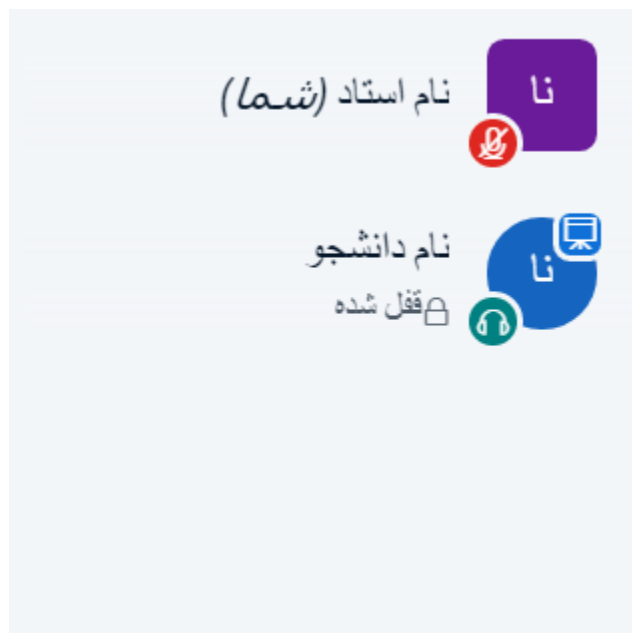 نا
نام استاد (شما)
نا
نام دانشجو
قفل شده